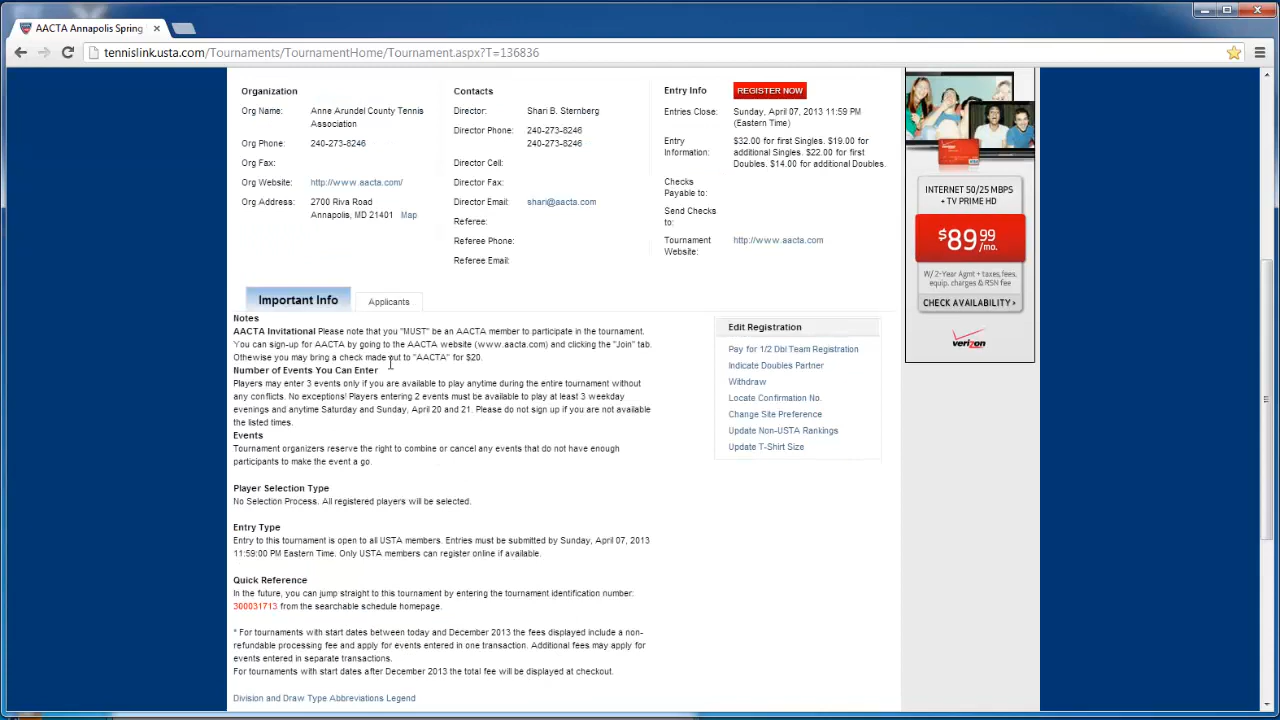 AACTA Annapolis Spring
tennislink.usta.com/Tournaments/TournamentHome/Tournament.aspx?T=136836
Organization
Org Name: Anne Arundel County Tennis
Association
Org Phone: 240-273-8246
Org Fax:
Org Website: http://www.aacta.com/
Org Address: 2700 Riva Road
Annapolis, MD 21401 Map
Contacts
Director: Shari B. Sternberg
Director Phone: 240-273-8246
240-273-8246
Director Cell:
Director Fax:
Director Email: shari@aacta.com
Referee:
Referee Phone:
Referee Email:
Entry Info REGISTER NOW
Entries Close: Sunday, April 07, 2013 11:59 PM
(Eastern Time)
Entry $32.00 for first Singles. $19.00 for
Information: additional Singles. $22.00 for first
Doubles. $14.00 for additional Doubles.
Checks
Payable to:
Send Checks
to:
Tournament http://www.aacta.com
Website:
Important Info Applicants
Notes
AACTA Invitational Please note that you "MUST" be an AACTA member to participate in the tournament.
You can sign-up for AACTA by going to the AACTA website (www.aacta.com) and clicking the "Join" tab.
Othewise you may bring a check made out to "AACTA" for $20.
Number of Events You Can Enter
Players may enter 3 events only if you are available to play anytime during the entire tournament without
any conflicts. No exceptions! Players entering 2 events must be available to play at least 3 weekday
evenings and anytime Saturday and Sunday, April 20 and 21. Please do not sign up if you are not available
the listed times.
Events
Tournament organizers reserve the right to combine or cancel any events that do not have enough
participants to make the event a go.
Player Selection Type
No Selection Process. All registered players will be selected.
Entry Type
Entry to this tournament is open to all USTA members. Entries must be submitted by Sunday, April 07, 2013
11:59:00 PM Eastern Time. Only USTA members can register online if available.
Quick Reference
In the future, you can jump straight to this tournament by entering the tournament identification number:
300031713 from the searchable schedule homepage.
* For tournaments with start dates between today and December 2013 the fees displayed include a non-
refundable processing fee and apply for events entered in one transaction. Additional fees may apply for
events entered in separate transactions.
For tournaments with start dates after December 2013 the total fee will be displayed at checkout.
Division and Draw Type Abbreviations Legend
Edit Registration
Pay for 1/2 Dbl Team Registration
Indicate Doubles Partner
Withdraw
Locate Confirmation No.
Change Site Preference
Update Non-USTA Rankings
Update T-Shirt Size
INTERNET 50/25 MBPS
+ TV PRIME HD
$89.99
/mo.
W/ 2-Year Agmt + taxes,fees,
equip, charges & RSN fee
CHECK AVAILABILITY ›
verizon